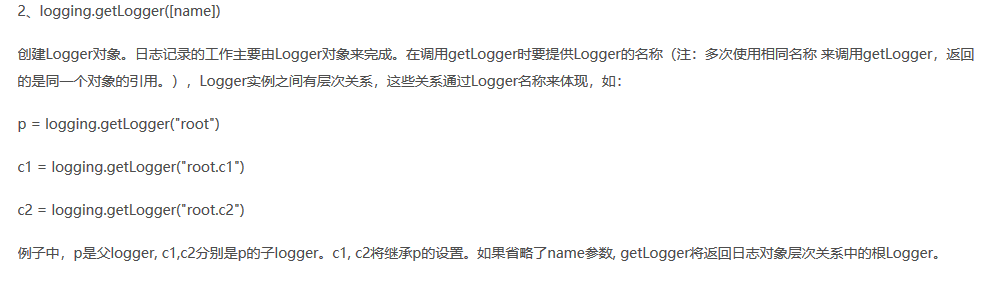 2、logging.getLogger([name])
创建Logger对象。日志记录的工作主要由Logger对象来完成。在调用getLogger时要提供Logger的名称（注：多次使用相同名称 来调用getLogger，返回
的是同一个对象的引用。），Logger实例之间有层次关系，这些关系通过Logger名称来体现，如：
p = logging.getLogger("root")
c1 = logging.getLogger("root.c1")
c2 = logging.getLogger("root.c2")
例子中，p是父logger, c1,c2分别是p的子logger。c1, c2将继承p的设置。如果省略了name参数, getLogger将返回日志对象层次关系中的根Logger。